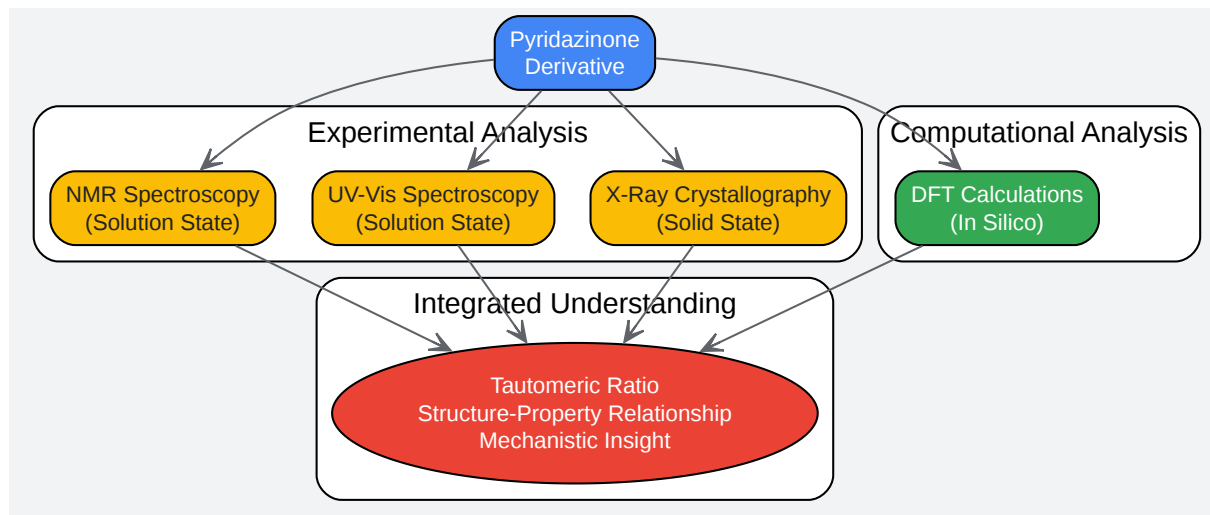 Pyridazinone
Derivative
Experimental Analysis
Computational Analysis
NMR Spectroscopy
(Solution State)
UV-Vis Spectroscopy
(Solution State)
X-Ray Crystallography
(Solid State)
DFT Calculations
(In Silico)
Integrated Understanding
Tautomeric Ratio
Structure-Property Relationship
Mechanistic Insight